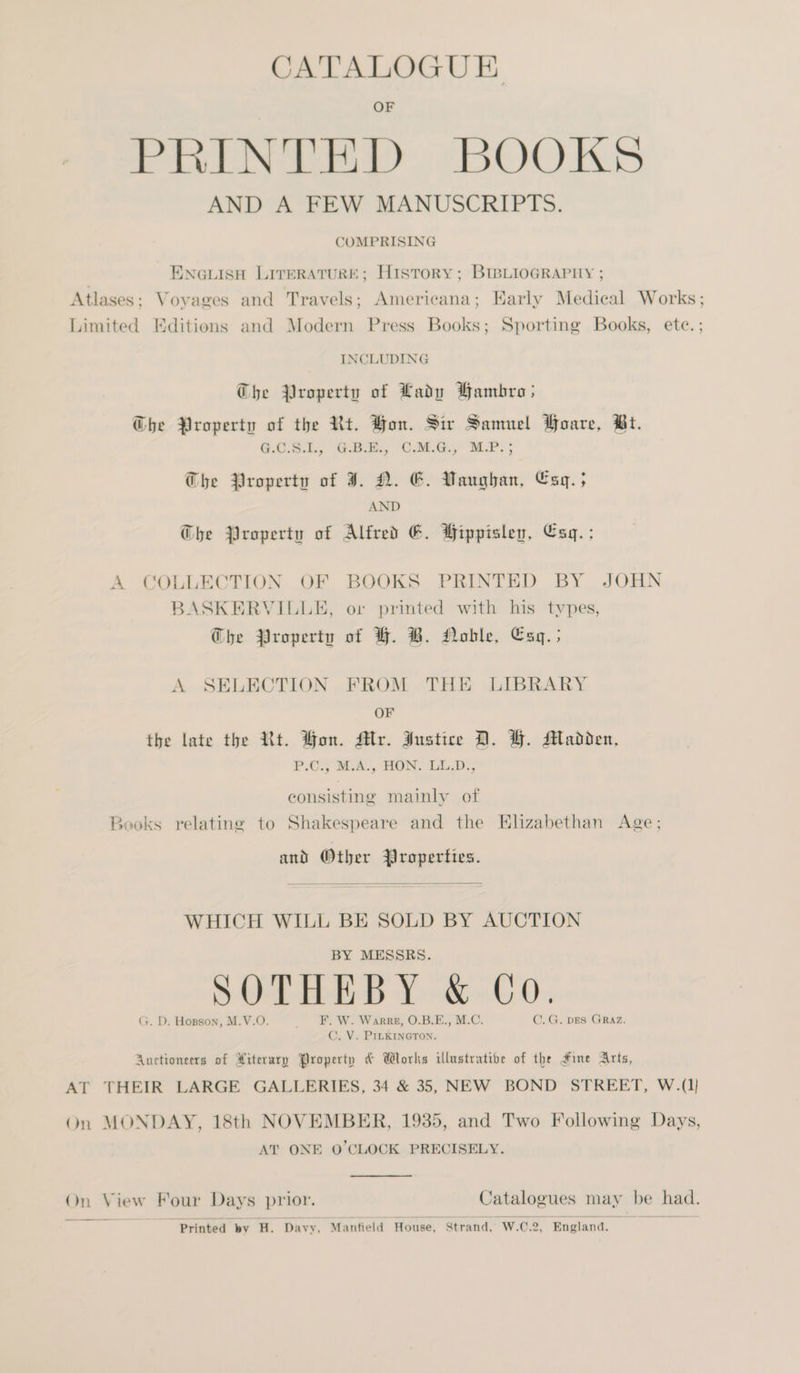 CATALOGUE
OF
PRINTED BOOKS
AND A FEW MANUSCRIPTS.
COMPRISING
ENGLISH LITERATURE; HISTORY; BIBLIOGRAPHY;
Atlases; Voyages and Travels; Americana; Early Medical Works;
Limited Editions and Modern Press Books; Sporting Books, etc.;
INCLUDING
The Property of Lady Hambro;
The Property of the Rt. Hon. Sir Samuel Hoare, Bt.
G.C.S.I., G.B.E., C.M.G., M.P.;
The Property of J. N. E. Vaughan, Esq.;
AND
The Property of Alfred E. Hippisley, Esq.:
A COLLECTION OF BOOKS PRINTED BY JOHN
BASKERVILLE, or printed with his types,
The Property of H. B. Noble, Esq.;
A SELECTION FROM THE LIBRARY
OF
the late the Rt. Hon. Mr. Justice D. H. Madden,
P.C., M.A., HON. LL.D.,
consisting mainly of
Books relating to Shakespeare and the Elizabethan Age;
and Other Properties.
WHICH WILL BE SOLD BY AUCTION
BY MESSRS.
SOTHEBY & CO.
G. D. HOBSON, M.V.O. F. W. WARRE, O.B.E., M.C. C. G. DES GRAZ.
C. V. PILKINGTON.
Auctioneers of Literary Property & Works illustrative of the Fine Arts,
AT THEIR LARGE GALLERIES, 34 & 35, NEW BOND STREET, W.(1)
On MONDAY, 18th NOVEMBER, 1935, and Two Following Days,
AT ONE O'CLOCK PRECISELY.
On View Four Days prior. Catalogues may be had.
Printed by H. Davy, Manfield House, Strand, W.C.2, England.